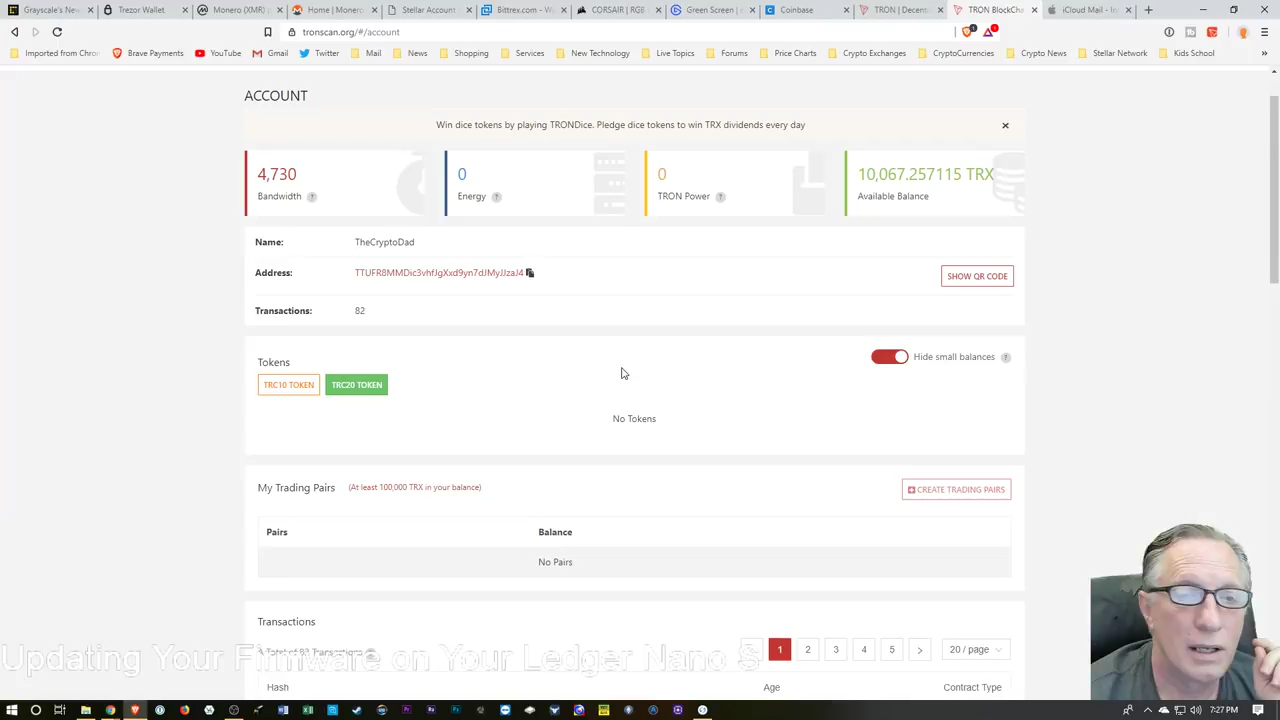 Grayscale's New
Trezor Wallet
Monero (XMR)
Home | Monero
Stellar Account
Bittrex.com - W
CORSAIR | RGB
Green Screen |
Coinbase
TRON | Decent
TRON BlockCha
iCloud Mail - In
tronscan.org/#/account
Imported from Chro
Brave Payments
YouTube
Gmail
Twitter
Mail
News
Shopping
Services
New Technology
Live Topics
Forums
Price Charts
Crypto Exchanges
CryptoCurrencies
Crypto News
Stellar Network
Kids School
ACCOUNT
Win dice tokens by playing TRONDice. Pledge dice tokens to win TRX dividends every day
4,730
Bandwidth
0
Energy
0
TRON Power
10,067.257115 TRX
Available Balance
Name: TheCryptoDad
Address: TTUFR8MMDic3vhfJgXxd9yn7dJMyJJzaJ4
SHOW QR CODE
Transactions: 82
Tokens
Hide small balances
TRC10 TOKEN TRC20 TOKEN
No Tokens
My Trading Pairs (At least 100,000 TRX in your balance)
CREATE TRADING PAIRS
Pairs Balance
No Pairs
Transactions
A Total of 82 Transaction
1 2 3 4 5 > 20 / page
Updating Your Firmware on Your Ledger Nano S
Hash Age Contract Type
7:27 PM